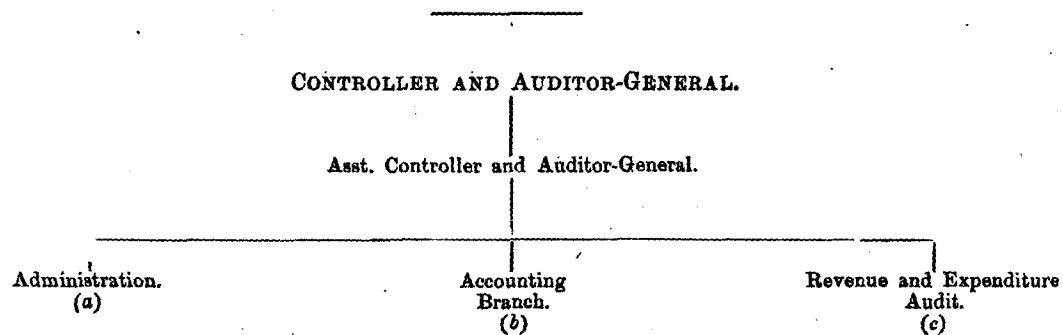 CONTROLLER AND AUDITOR-GENERAL.
Asst. Controller and Auditor-General.
Administration.
(a)
Accounting
Branch.
(b)
Revenue and Expenditure
Audit.
(c)